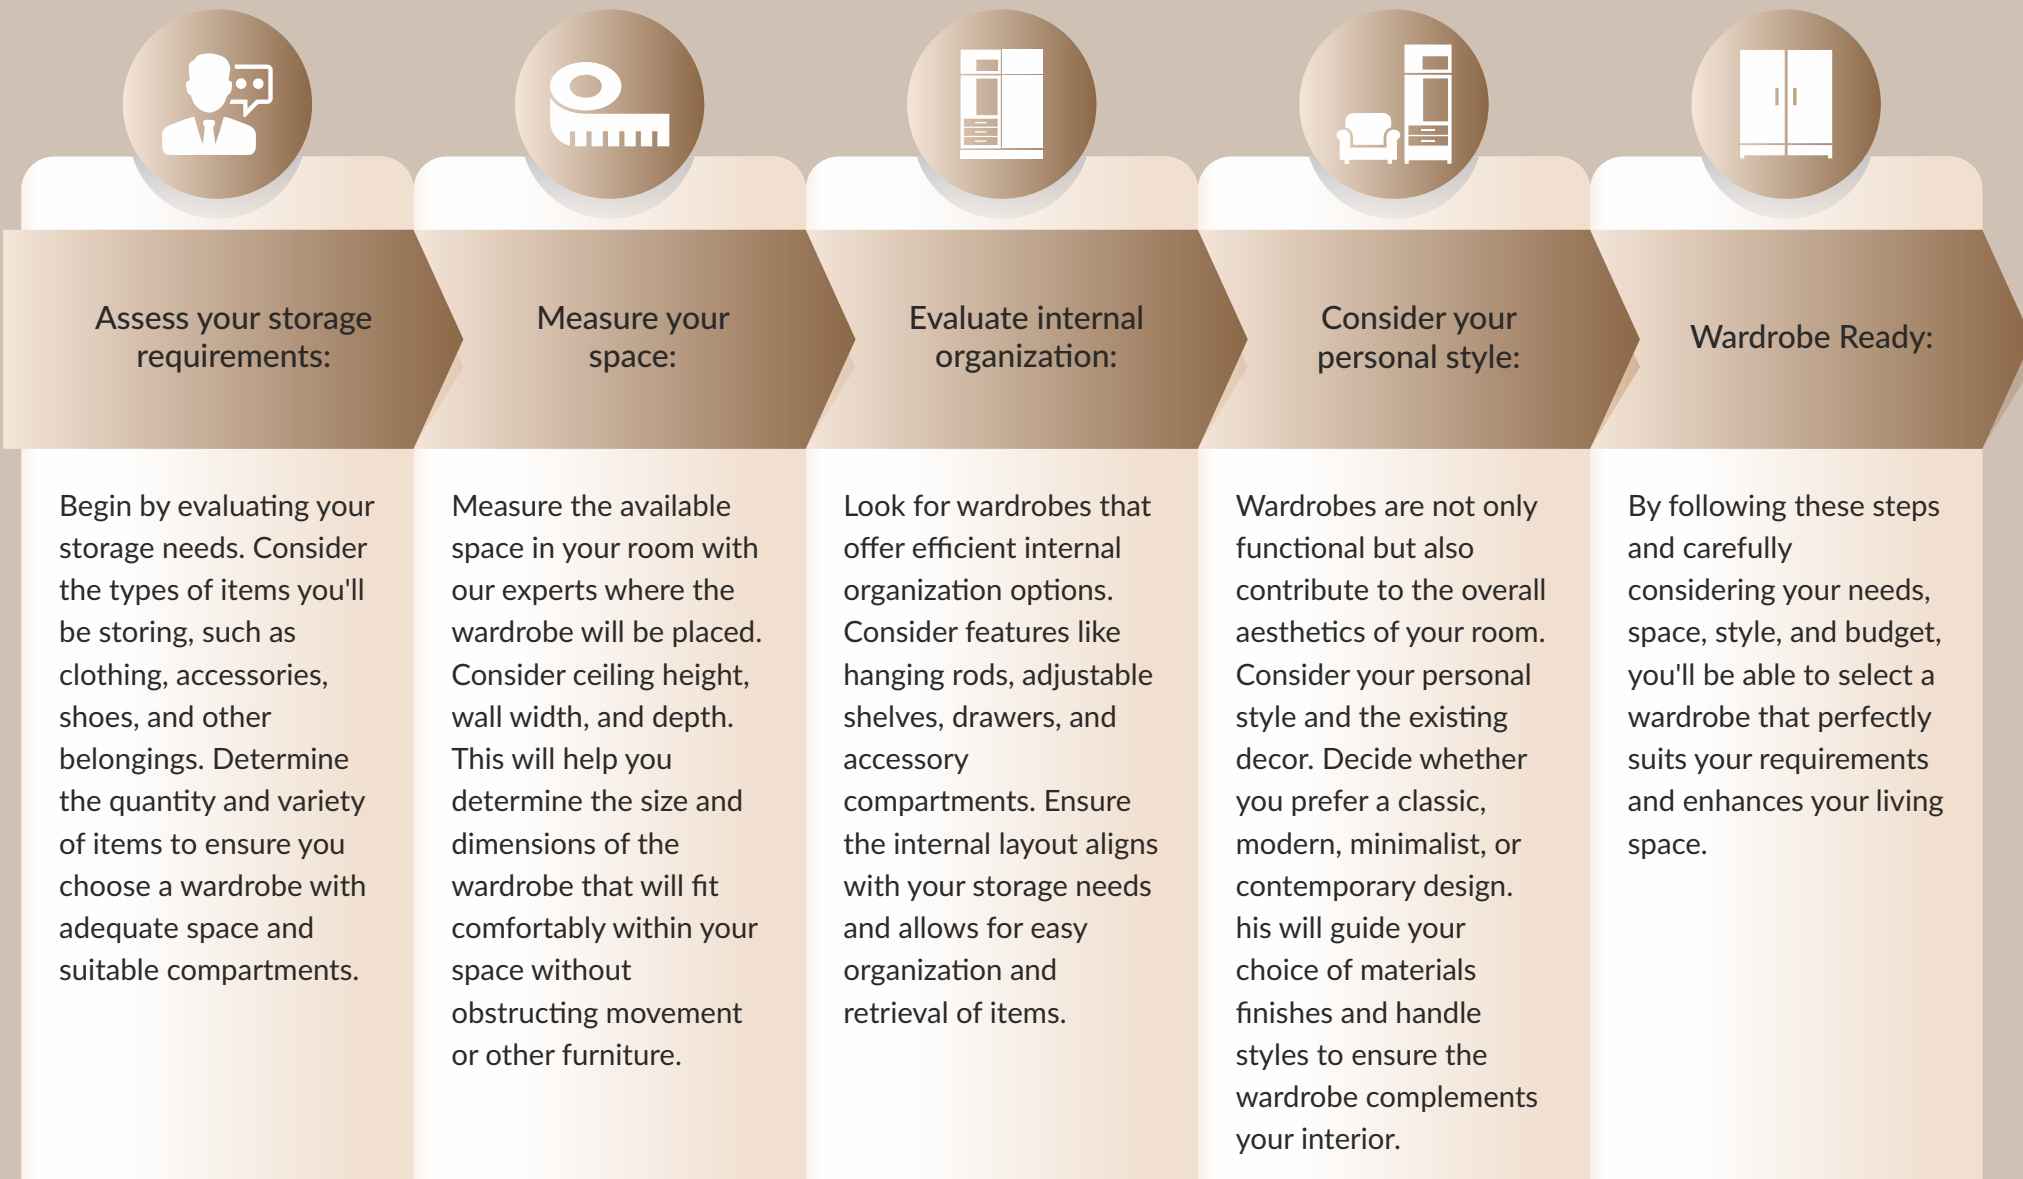 Assess your storage
requirements:
Begin by evaluating your
storage needs. Consider
the types of items you'll
be storing, such as
clothing, accessories,
shoes, and other
belongings. Determine
the quantity and variety
of items to ensure you
choose a wardrobe with
adequate space and
suitable compartments.
Measure your
space:
Measure the available
space in your room with
our experts where the
wardrobe will be placed.
Consider ceiling height,
wall width, and depth.
This will help you
determine the size and
dimensions of the
wardrobe that will fit
comfortably within your
space without
obstructing movement
or other furniture.
Evaluate internal
organization:
Look for wardrobes that
offer efficient internal
organization options.
Consider features like
hanging rods, adjustable
shelves, drawers, and
accessory
compartments. Ensure
the internal layout aligns
with your storage needs
and allows for easy
organization and
retrieval of items.
Consider your
personal style:
Wardrobes are not only
functional but also
contribute to the overall
aesthetics of your room.
Consider your personal
style and the existing
decor. Decide whether
you prefer a classic,
modern, minimalist, or
contemporary design.
his will guide your
choice of materials
finishes and handle
styles to ensure the
wardrobe complements
your interior.
Wardrobe Ready:
By following these steps
and carefully
considering your needs,
space, style, and budget,
you'll be able to select a
wardrobe that perfectly
suits your requirements
and enhances your living
space.